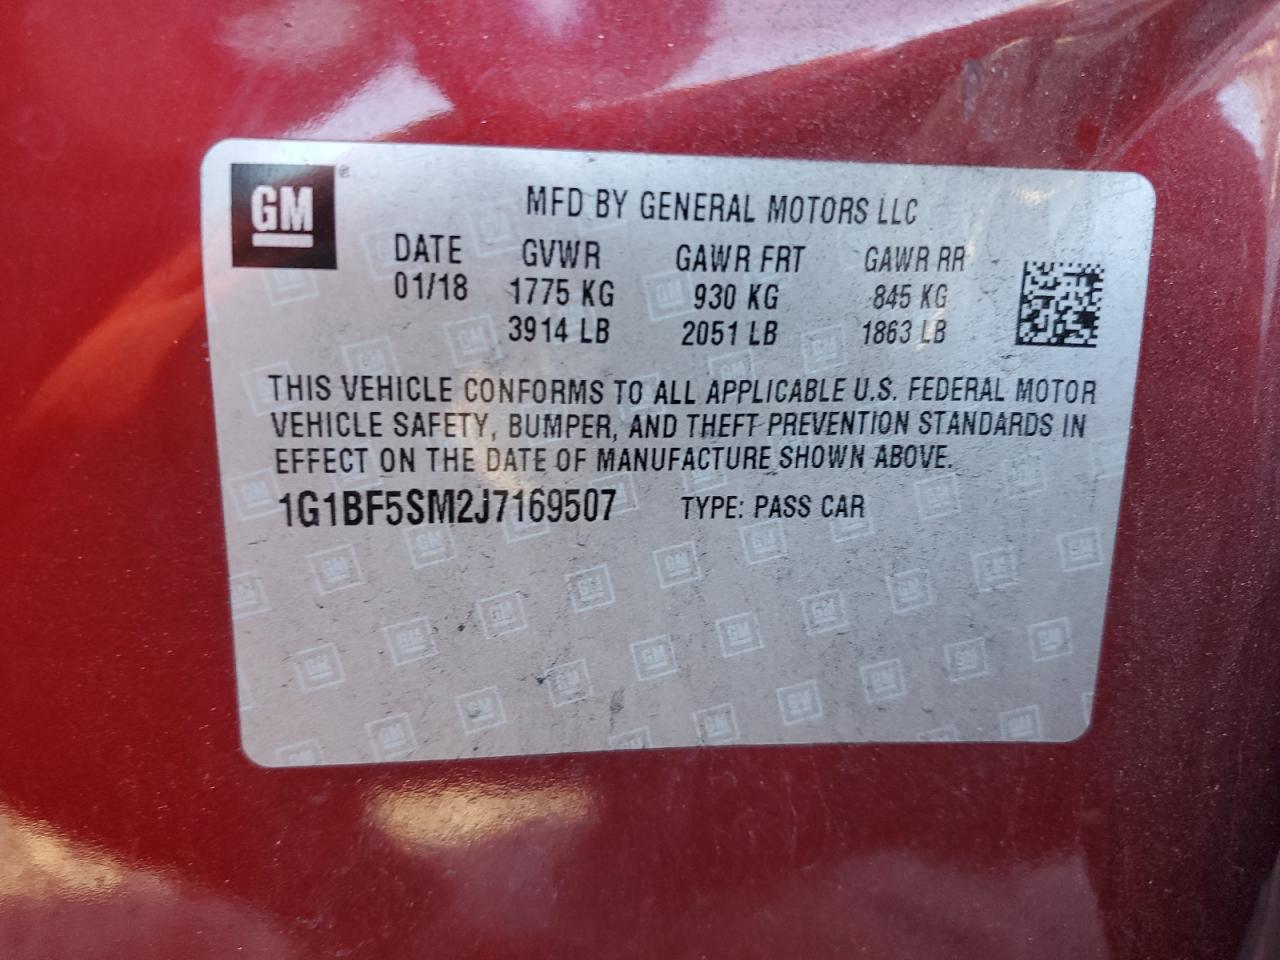 GM
MFD BY GENERAL MOTORS LLC
DATE GVWR GAWR FRT GAWR RR
01/18 1775 KG 930 KG 845 KG
3914 LB 2051 LB 1863 LB
THIS VEHICLE CONFORMS TO ALL APPLICABLE U.S. FEDERAL MOTOR
VEHICLE SAFETY, BUMPER, AND THEFT PREVENTION STANDARDS IN
EFFECT ON THE DATE OF MANUFACTURE SHOWN ABOVE.
1G1BF5SM2J7169507 TYPE: PASS CAR